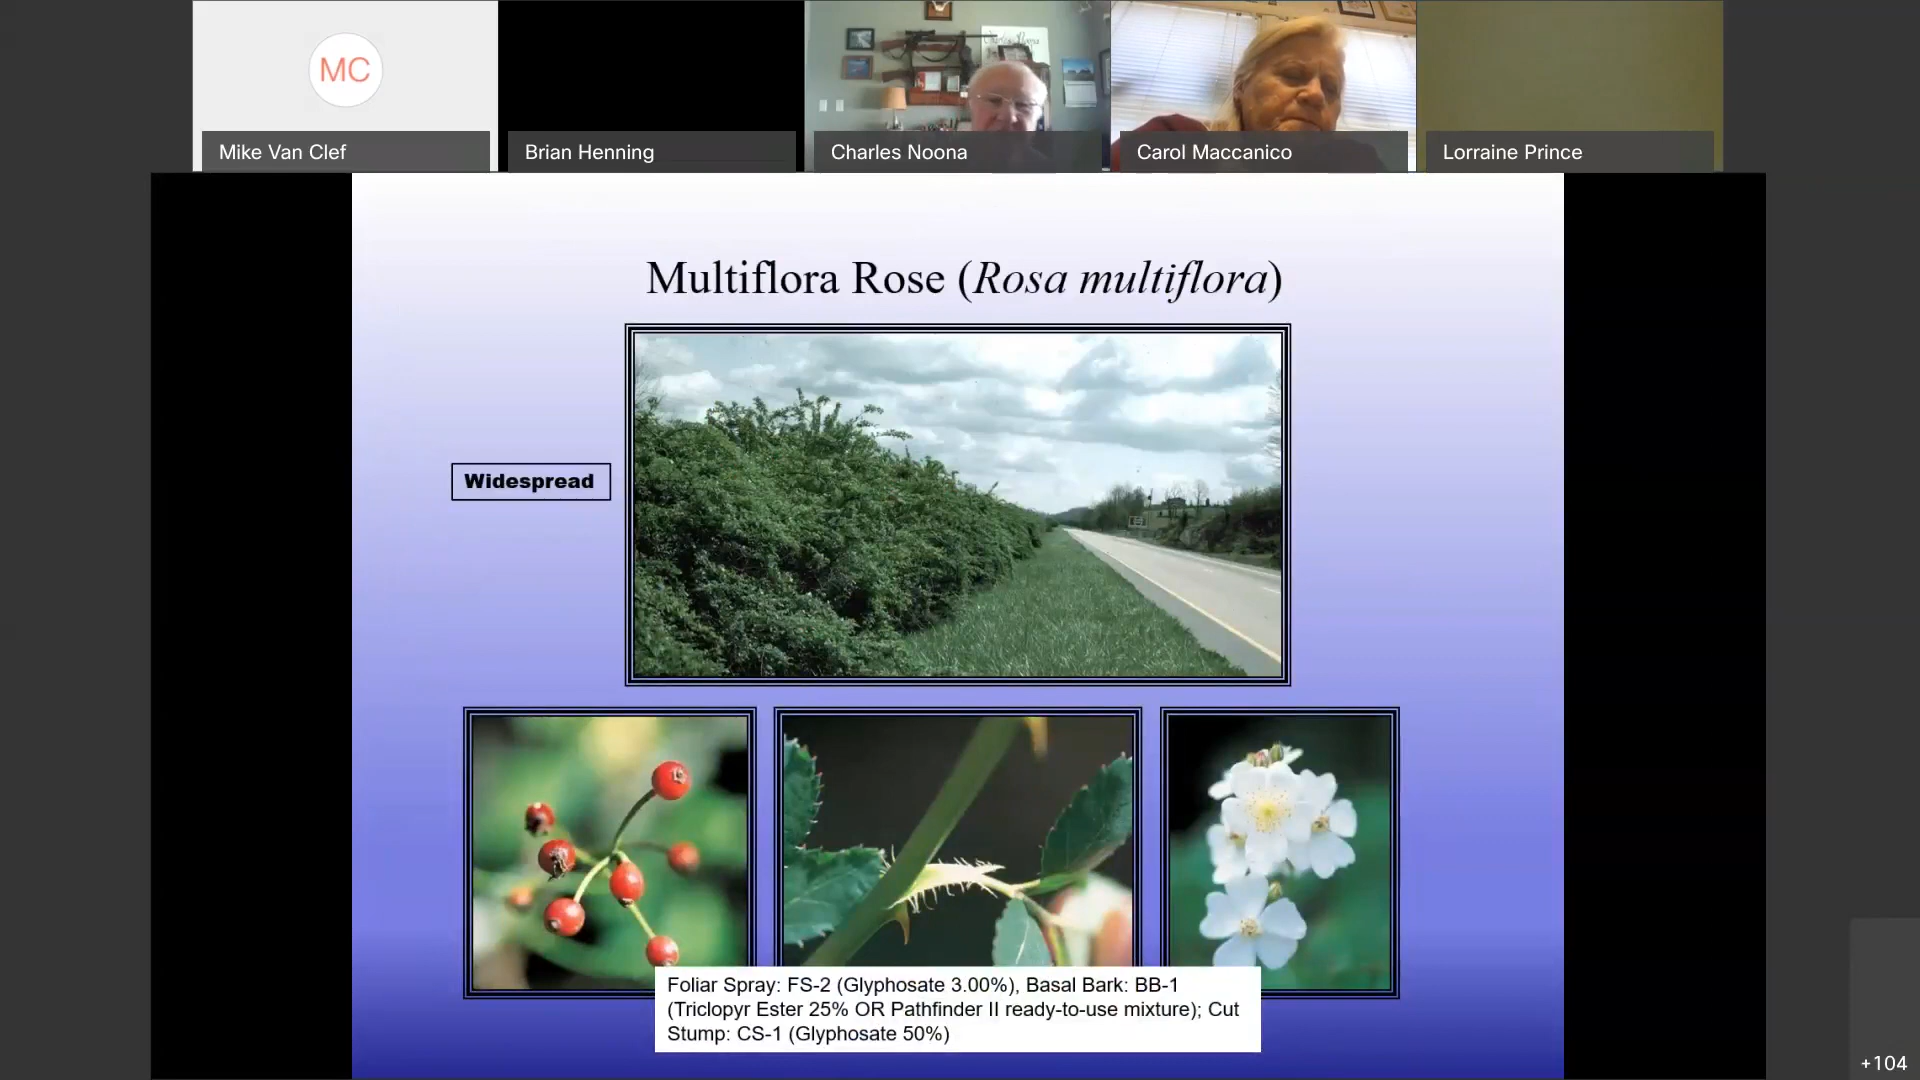 MC
Mike Van Clef
Brian Henning
Charles Noona
Carol Maccanico
Lorraine Prince
Multiflora Rose (Rosa multiflora)
Widespread
Foliar Spray: FS-2 (Glyphosate 3.00%), Basal Bark: BB-1
(Triclopyr Ester 25% OR Pathfinder II ready-to-use mixture); Cut
Stump: CS-1 (Glyphosate 50%)
+104